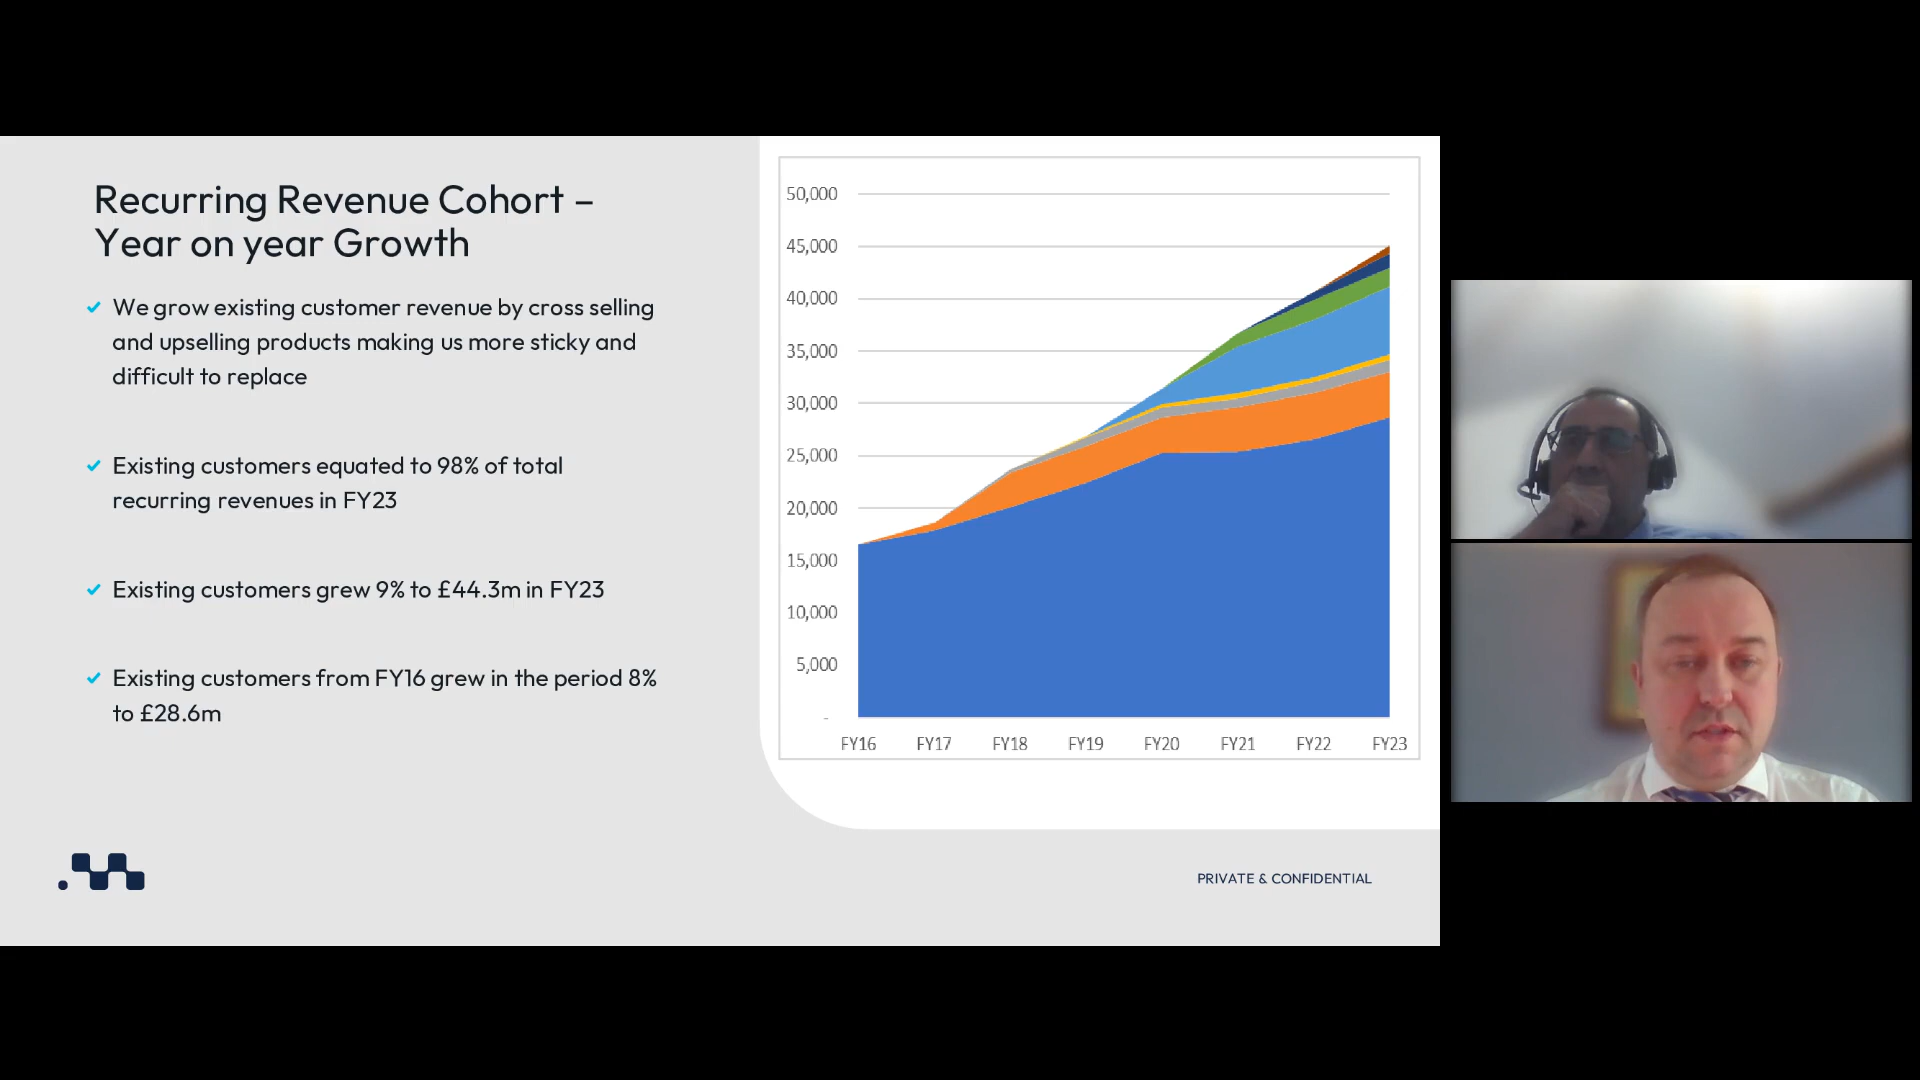 Recurring Revenue Cohort –
Year on year Growth
We grow existing customer revenue by cross selling
and upselling products making us more sticky and
difficult to replace
Existing customers equated to 98% of total
recurring revenues in FY23
Existing customers grew 9% to £44.3m in FY23
Existing customers from FY16 grew in the period 8%
to £28.6m
50,000
45,000
40,000
35,000
30,000
25,000
20,000
15,000
10,000
5,000
-
FY16 FY17 FY18 FY19 FY20 FY21 FY22 FY23
PRIVATE & CONFIDENTIAL